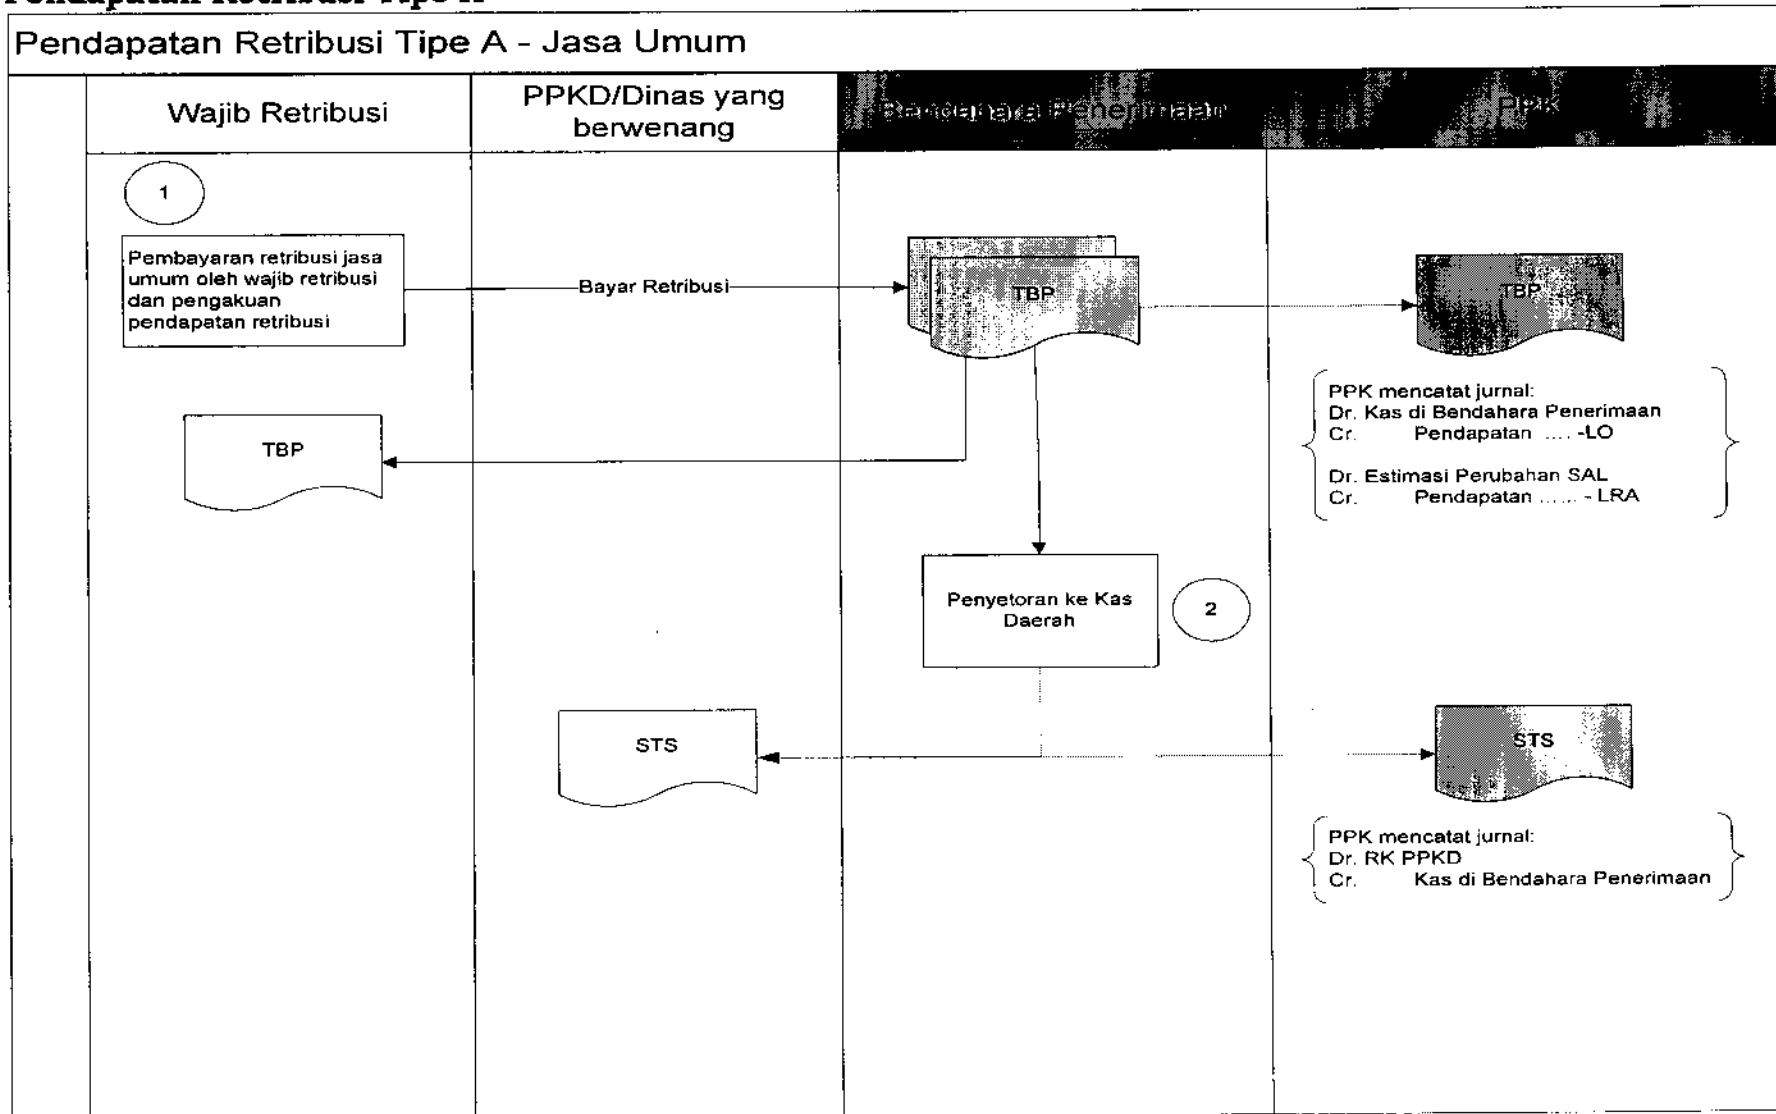 Pendapatan Retribusi Tipe A - Jasa Umum
Wajib Retribusi
PPKD/Dinas yang
berwenang
Bendahara Penerimaan
PPK
1
Pembayaran retribusi jasa
umum oleh wajib retribusi
dan pengakuan
pendapatan retribusi
Bayar Retribusi
TBP
TBP
TBP
PPK mencatat jurnal:
Dr. Kas di Bendahara Penerimaan
Cr. Pendapatan .... -LO
Dr. Estimasi Perubahan SAL
Cr. Pendapatan ...... - LRA
Penyetoran ke Kas
Daerah
2
STS
STS
PPK mencatat jurnal:
Dr. RK PPKD
Cr. Kas di Bendahara Penerimaan